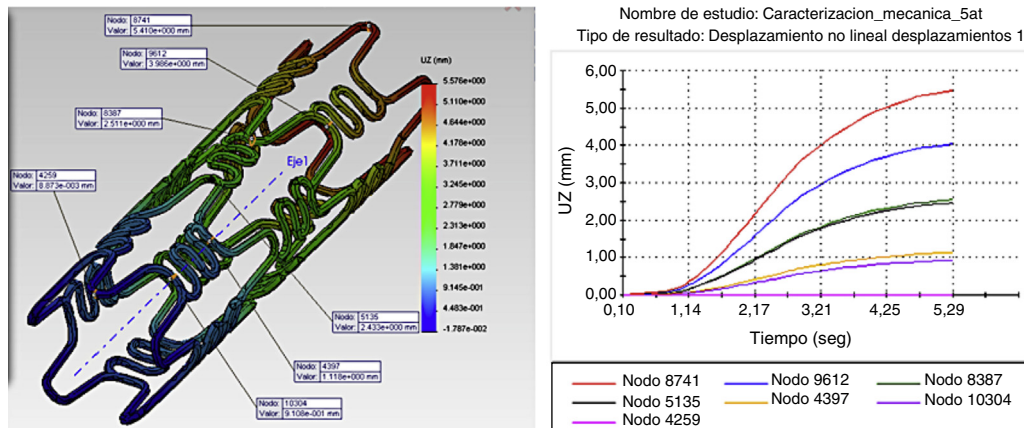 Nodo: 8741
Valor: 5.410e+000 mm
Nodo: 9612
Valor: 3.986e+000 mm
Nodo: 8387
Valor: 2.511e+000 mm
Nodo: 4259
Valor: 8.873e-003 mm
Eje1
Nodo: 5135
Valor: 2.433e+000 mm
Nodo: 4397
Valor: 1.118e+000 mm
Nodo: 10304
Valor: 9.108e-001 mm
UZ (mm)
5.576e+000
5.110e+000
4.644e+000
4.178e+000
3.711e+000
3.245e+000
2.779e+000
2.313e+000
1.847e+000
1.381e+000
9.145e-001
4.483e-001
-1.787e-002
Nombre de estudio: Caracterizacion_mecanica_5at
Tipo de resultado: Desplazamiento no lineal desplazamientos 1
UZ (mm)
6,00
5,00
4,00
3,00
2,00
1,00
0,00
0,10 1,14 2,17 3,21 4,25 5,29
Tiempo (seg)
Nodo 8741 Nodo 9612 Nodo 8387
Nodo 5135 Nodo 4397 Nodo 10304
Nodo 4259